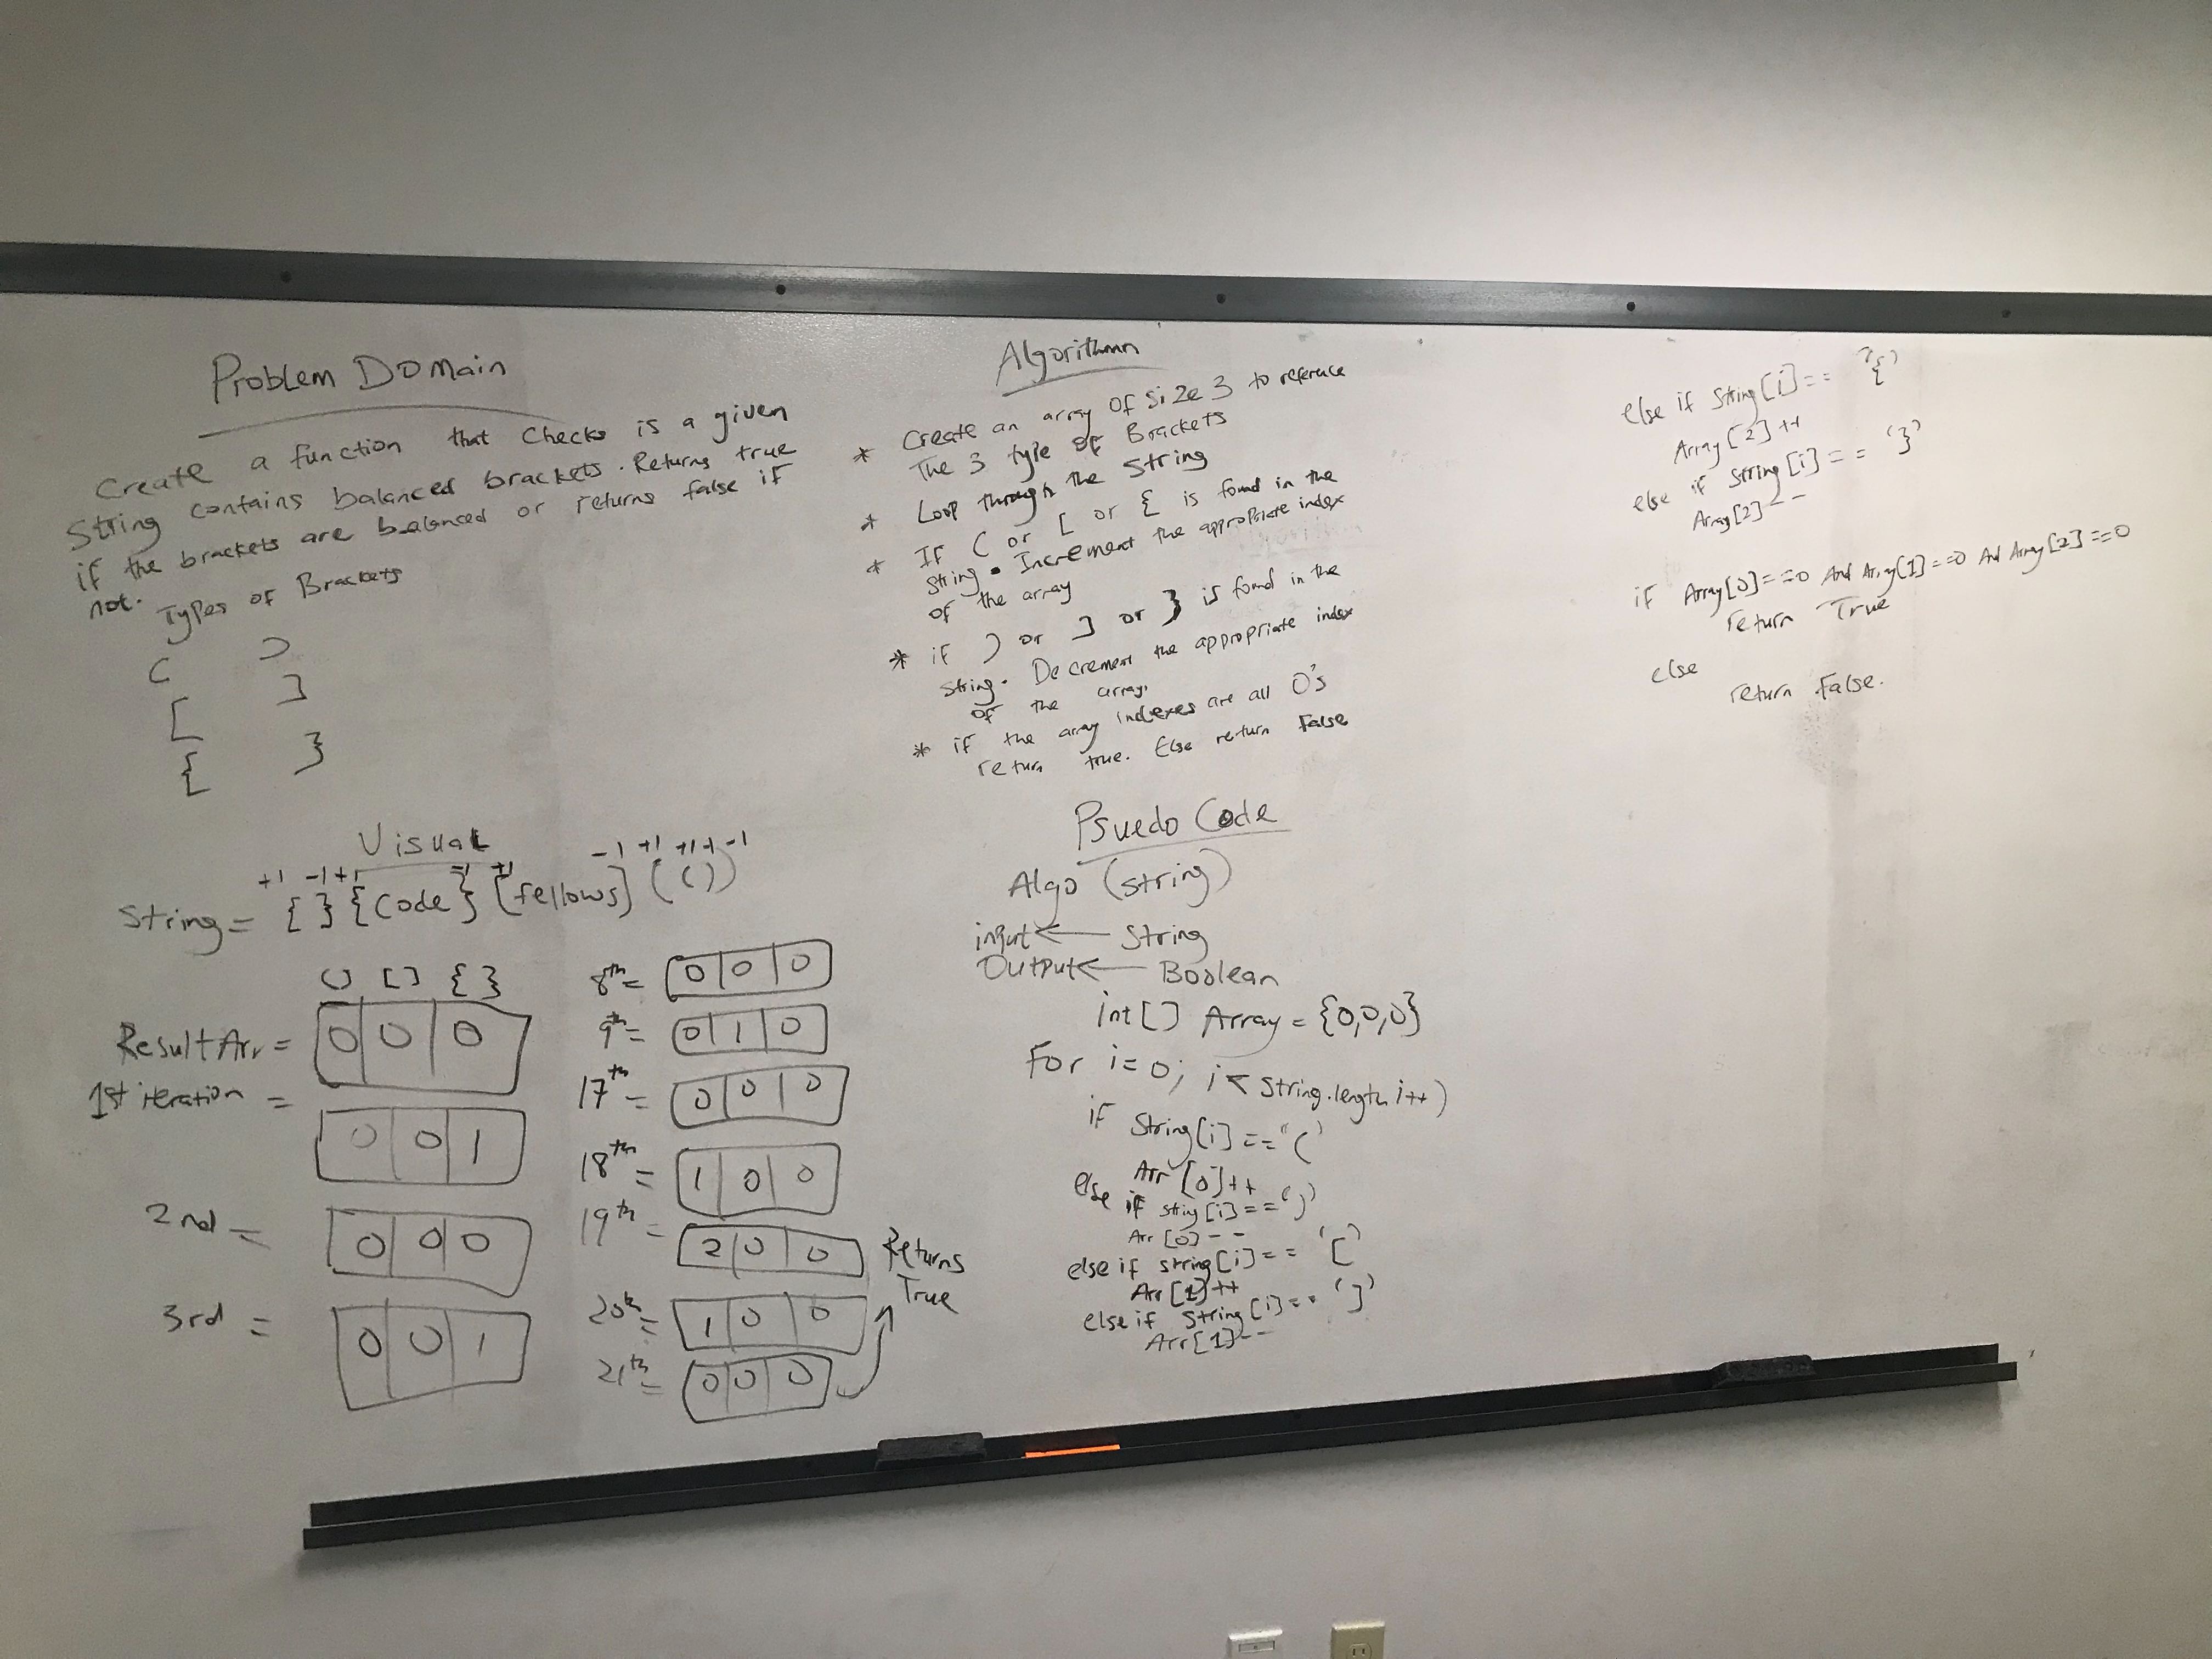 Problem Domain
Create a function that checks is a given
String contains balanced brackets. Returns true
if the brackets are balanced or returns false if
not.
Types of Brackets
( )
[ ]
{ }
Visual
+1 -1 +1 -1 +1 -1 +1 +1 -1 -1
String = { } {Code} [fellows] ( ( ) )
() [] { }
Result Arr = 0 0 0
1st iteration = 0 0 1
2nd = 0 0 0
3rd = 0 0 1
8th = 0 0 0
9th = 0 1 0
17th = 0 0 0
18th = 1 0 0
19th = 2 0 0
20th = 1 0 0
21th = 0 0 0
Returns
True
Algorithm
* Create an array of size 3 to reference
The 3 type of Brackets
* Loop through the String
* If ( or [ or { is found in the
string. Increment the appropriate index
of the array
* if ) or ] or } is found in the
string. Decrement the appropriate index
of the array.
* if the array indexes are all 0's
return true. Else return False
Psuedo Code
Algo (string)
input ← String
Output ← Boolean
int[] Array = {0,0,0}
For i=0; i < string.length i++)
if String[i] == '('
Arr [0]++
else if string[i] == ')'
Arr [0]--
else if string[i] == '['
Arr [1]++
else if string[i] == ']'
Arr[1]--
else if string[i] == '{'
Array[2]++
else if string[i] == '}'
Array[2]--
if Array[0]==0 And Array[1]==0 And Array[2]==0
return True
else
return False.